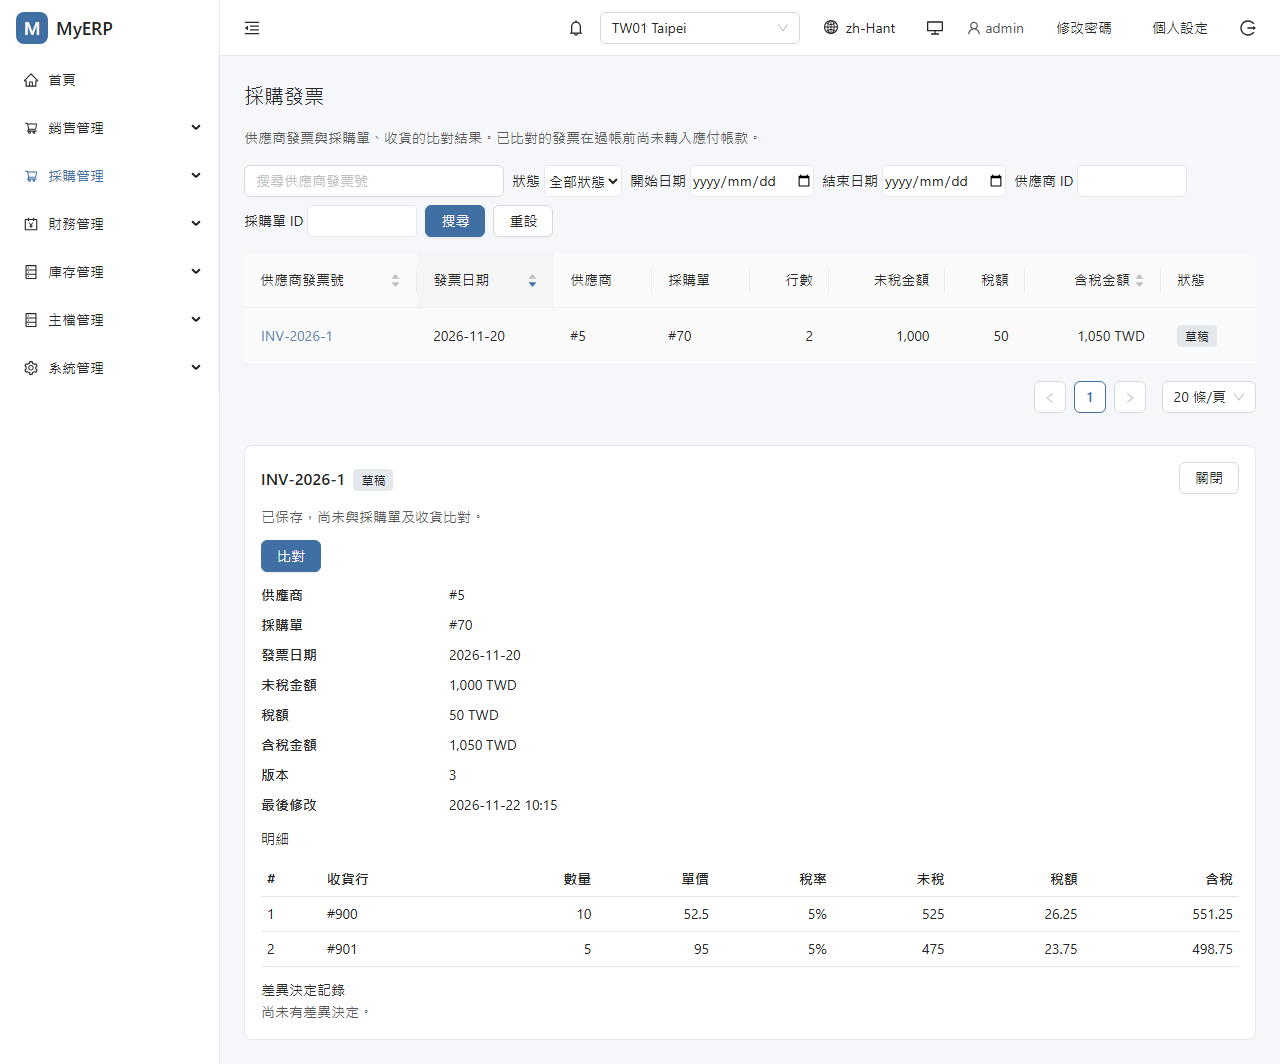 M MyERP
TW01 Taipei
zh-Hant
admin
修改密碼
個人設定
首頁
銷售管理
採購管理
財務管理
庫存管理
主檔管理
系統管理
採購發票
供應商發票與採購單、收貨的比對結果。已比對的發票在過帳前尚未轉入應付帳款。
搜尋供應商發票號 狀態 全部狀態 開始日期 yyyy/mm/dd 結束日期 yyyy/mm/dd 供應商 ID
採購單 ID 搜尋 重設
供應商發票號 發票日期 供應商 採購單 行數 未稅金額 稅額 含稅金額 狀態
INV-2026-1 2026-11-20 #5 #70 2 1,000 50 1,050 TWD 草稿
< 1 > 20 條/頁
INV-2026-1 草稿 關閉
已保存，尚未與採購單及收貨比對。
比對
供應商 #5
採購單 #70
發票日期 2026-11-20
未稅金額 1,000 TWD
稅額 50 TWD
含稅金額 1,050 TWD
版本 3
最後修改 2026-11-22 10:15
明細
# 收貨行 數量 單價 稅率 未稅 稅額 含稅
1 #900 10 52.5 5% 525 26.25 551.25
2 #901 5 95 5% 475 23.75 498.75
差異決定記錄
尚未有差異決定。